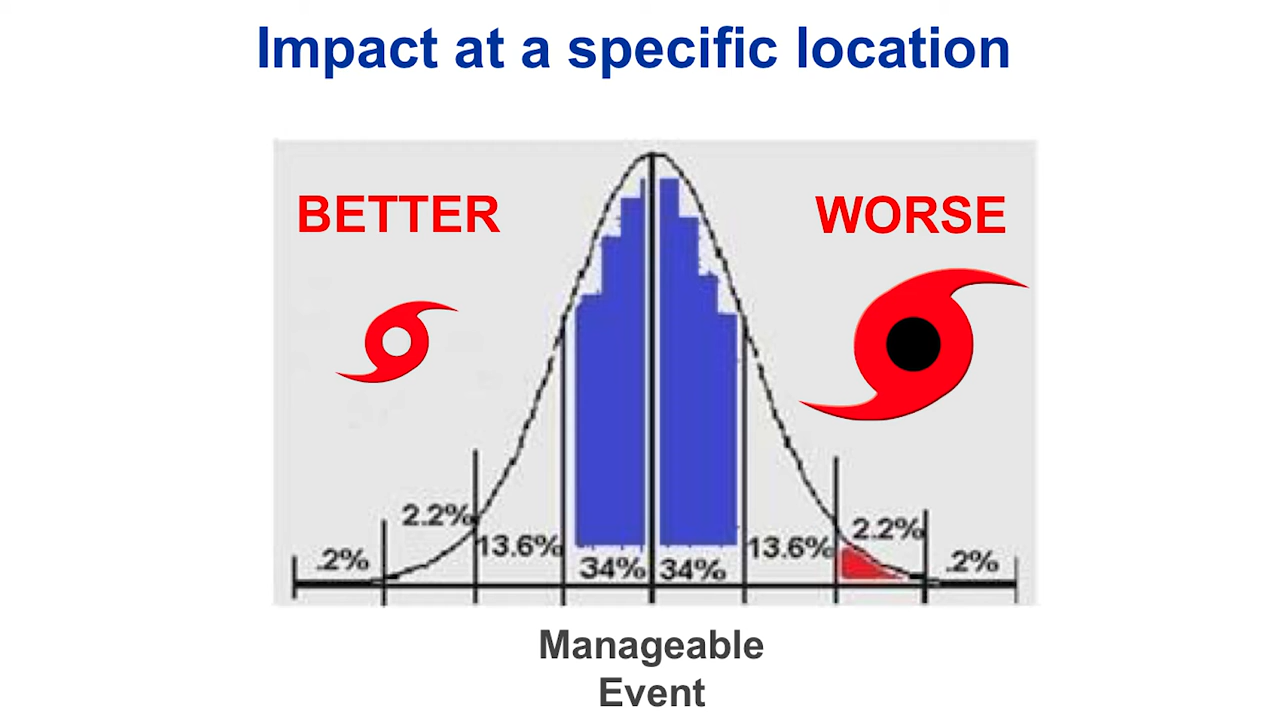 Impact at a specific location
BETTER
WORSE
.2%
2.2%
13.6%
34%
34%
13.6%
2.2%
.2%
Manageable
Event